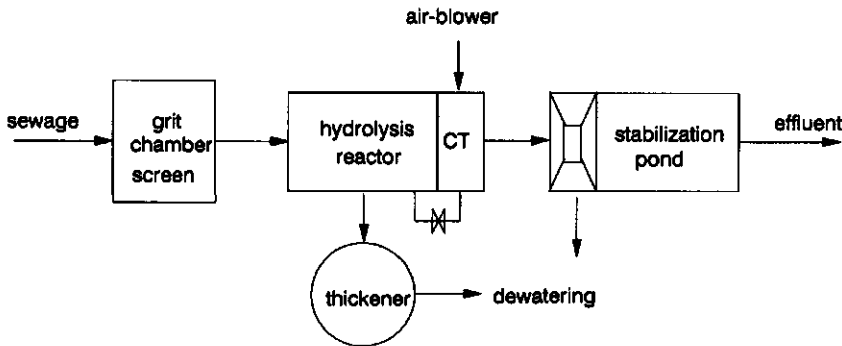 air-blower
sewage
grit
chamber
screen
hydrolysis
reactor
CT
stabilization
pond
effluent
thickener
dewatering